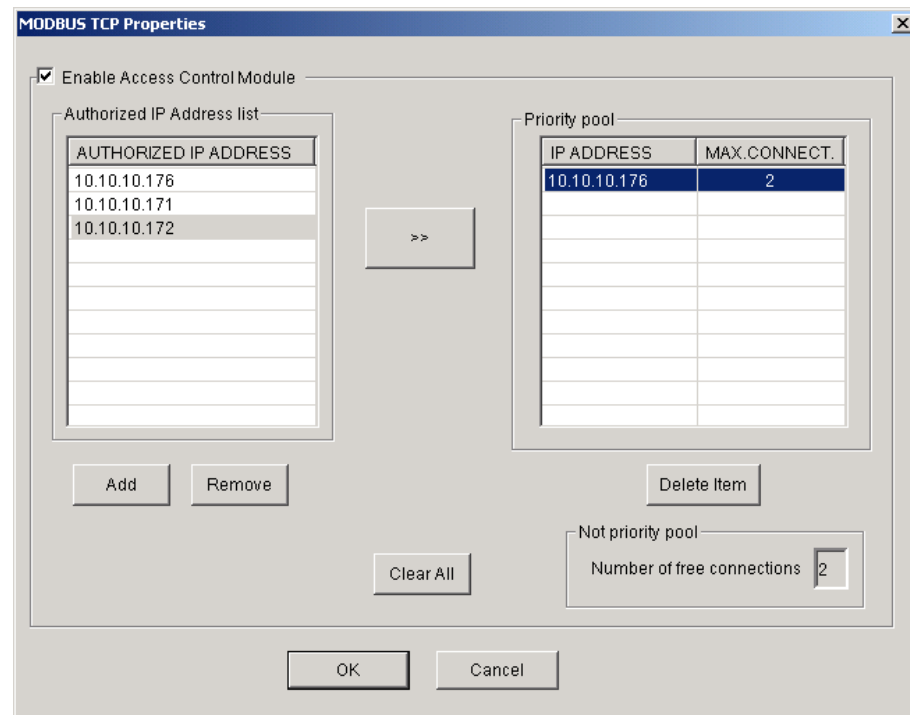 MODBUS TCP Properties
Enable Access Control Module
Authorized IP Address list
AUTHORIZED IP ADDRESS
10.10.10.176
10.10.10.171
10.10.10.172
>>
Priority pool
IP ADDRESS MAX.CONNECT.
10.10.10.176 2
Add Remove
Delete Item
Clear All
Not priority pool
Number of free connections 2
OK Cancel